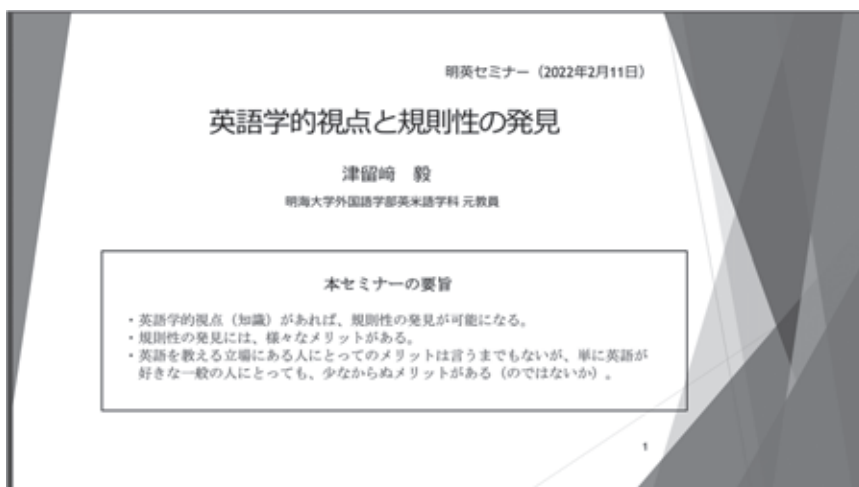 明英セミナー（2022年2月11日）
英語学的視点と規則性の発見
津留﨑　毅
明海大学外国語学部英米語学科 元教員
本セミナーの要旨
・英語学的視点（知識）があれば、規則性の発見が可能になる。
・規則性の発見には、様々なメリットがある。
・英語を教える立場にある人にとってのメリットは言うまでもないが、単に英語が
好きな一般の人にとっても、少なからぬメリットがある（のではないか）。
1